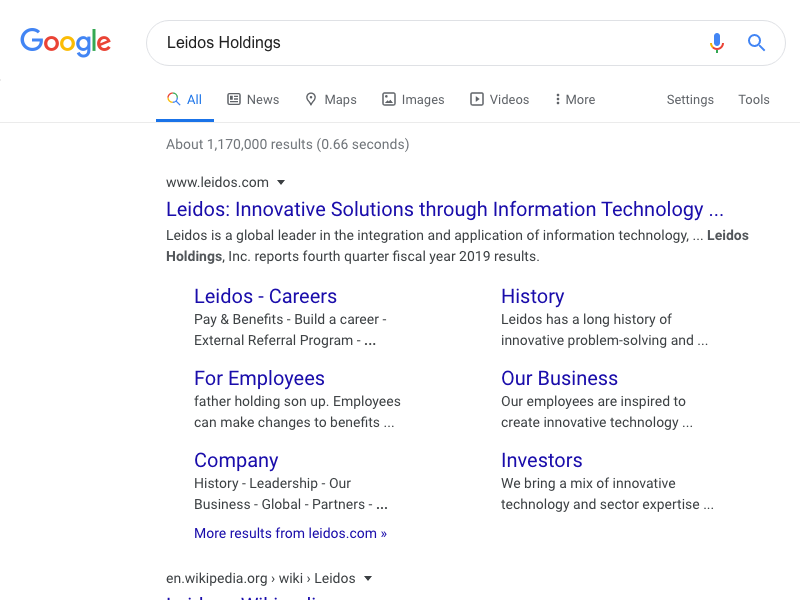 Google
Leidos Holdings
All News Maps Images Videos More Settings Tools
About 1,170,000 results (0.66 seconds)
www.leidos.com
Leidos: Innovative Solutions through Information Technology ...
Leidos is a global leader in the integration and application of information technology, ... Leidos
Holdings, Inc. reports fourth quarter fiscal year 2019 results.
Leidos - Careers
Pay & Benefits - Build a career -
External Referral Program - ...
History
Leidos has a long history of
innovative problem-solving and ...
For Employees
father holding son up. Employees
can make changes to benefits ...
Our Business
Our employees are inspired to
create innovative technology ...
Company
History - Leadership - Our
Business - Global - Partners - ...
Investors
We bring a mix of innovative
technology and sector expertise ...
More results from leidos.com »
en.wikipedia.org › wiki › Leidos